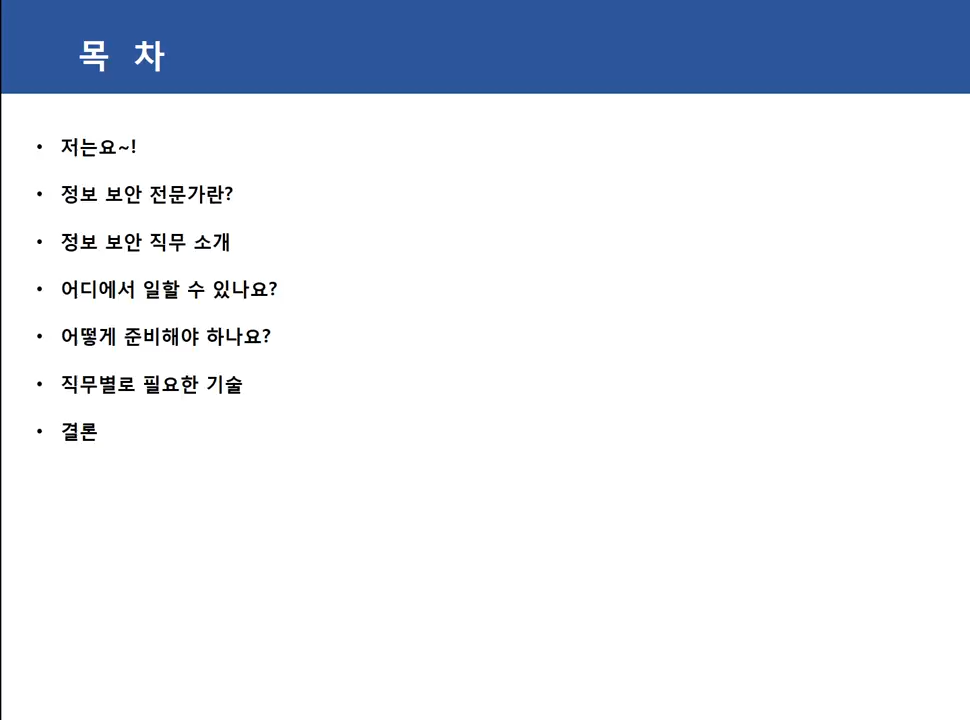 목 차
• 저는요~!
• 정보 보안 전문가란?
• 정보 보안 직무 소개
• 어디에서 일할 수 있나요?
• 어떻게 준비해야 하나요?
• 직무별로 필요한 기술
• 결론